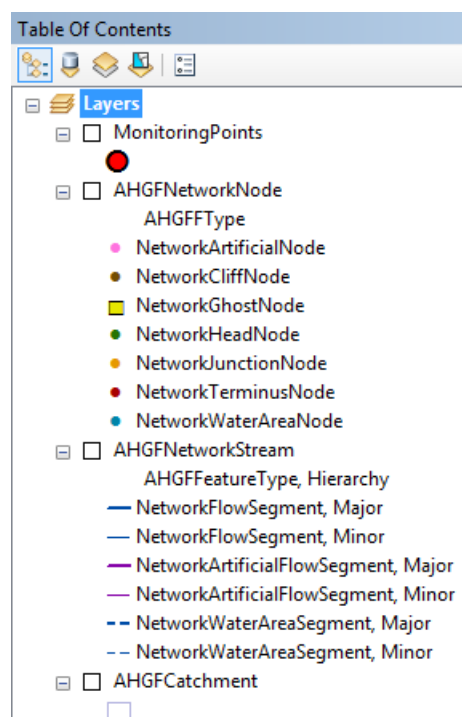 Table Of Contents
Layers
MonitoringPoints
AHGFNetworkNode
AHGFFType
NetworkArtificialNode
NetworkCliffNode
NetworkGhostNode
NetworkHeadNode
NetworkJunctionNode
NetworkTerminusNode
NetworkWaterAreaNode
AHGFNetworkStream
AHGFFeatureType, Hierarchy
NetworkFlowSegment, Major
NetworkFlowSegment, Minor
NetworkArtificialFlowSegment, Major
NetworkArtificialFlowSegment, Minor
NetworkWaterAreaSegment, Major
NetworkWaterAreaSegment, Minor
AHGFCatchment